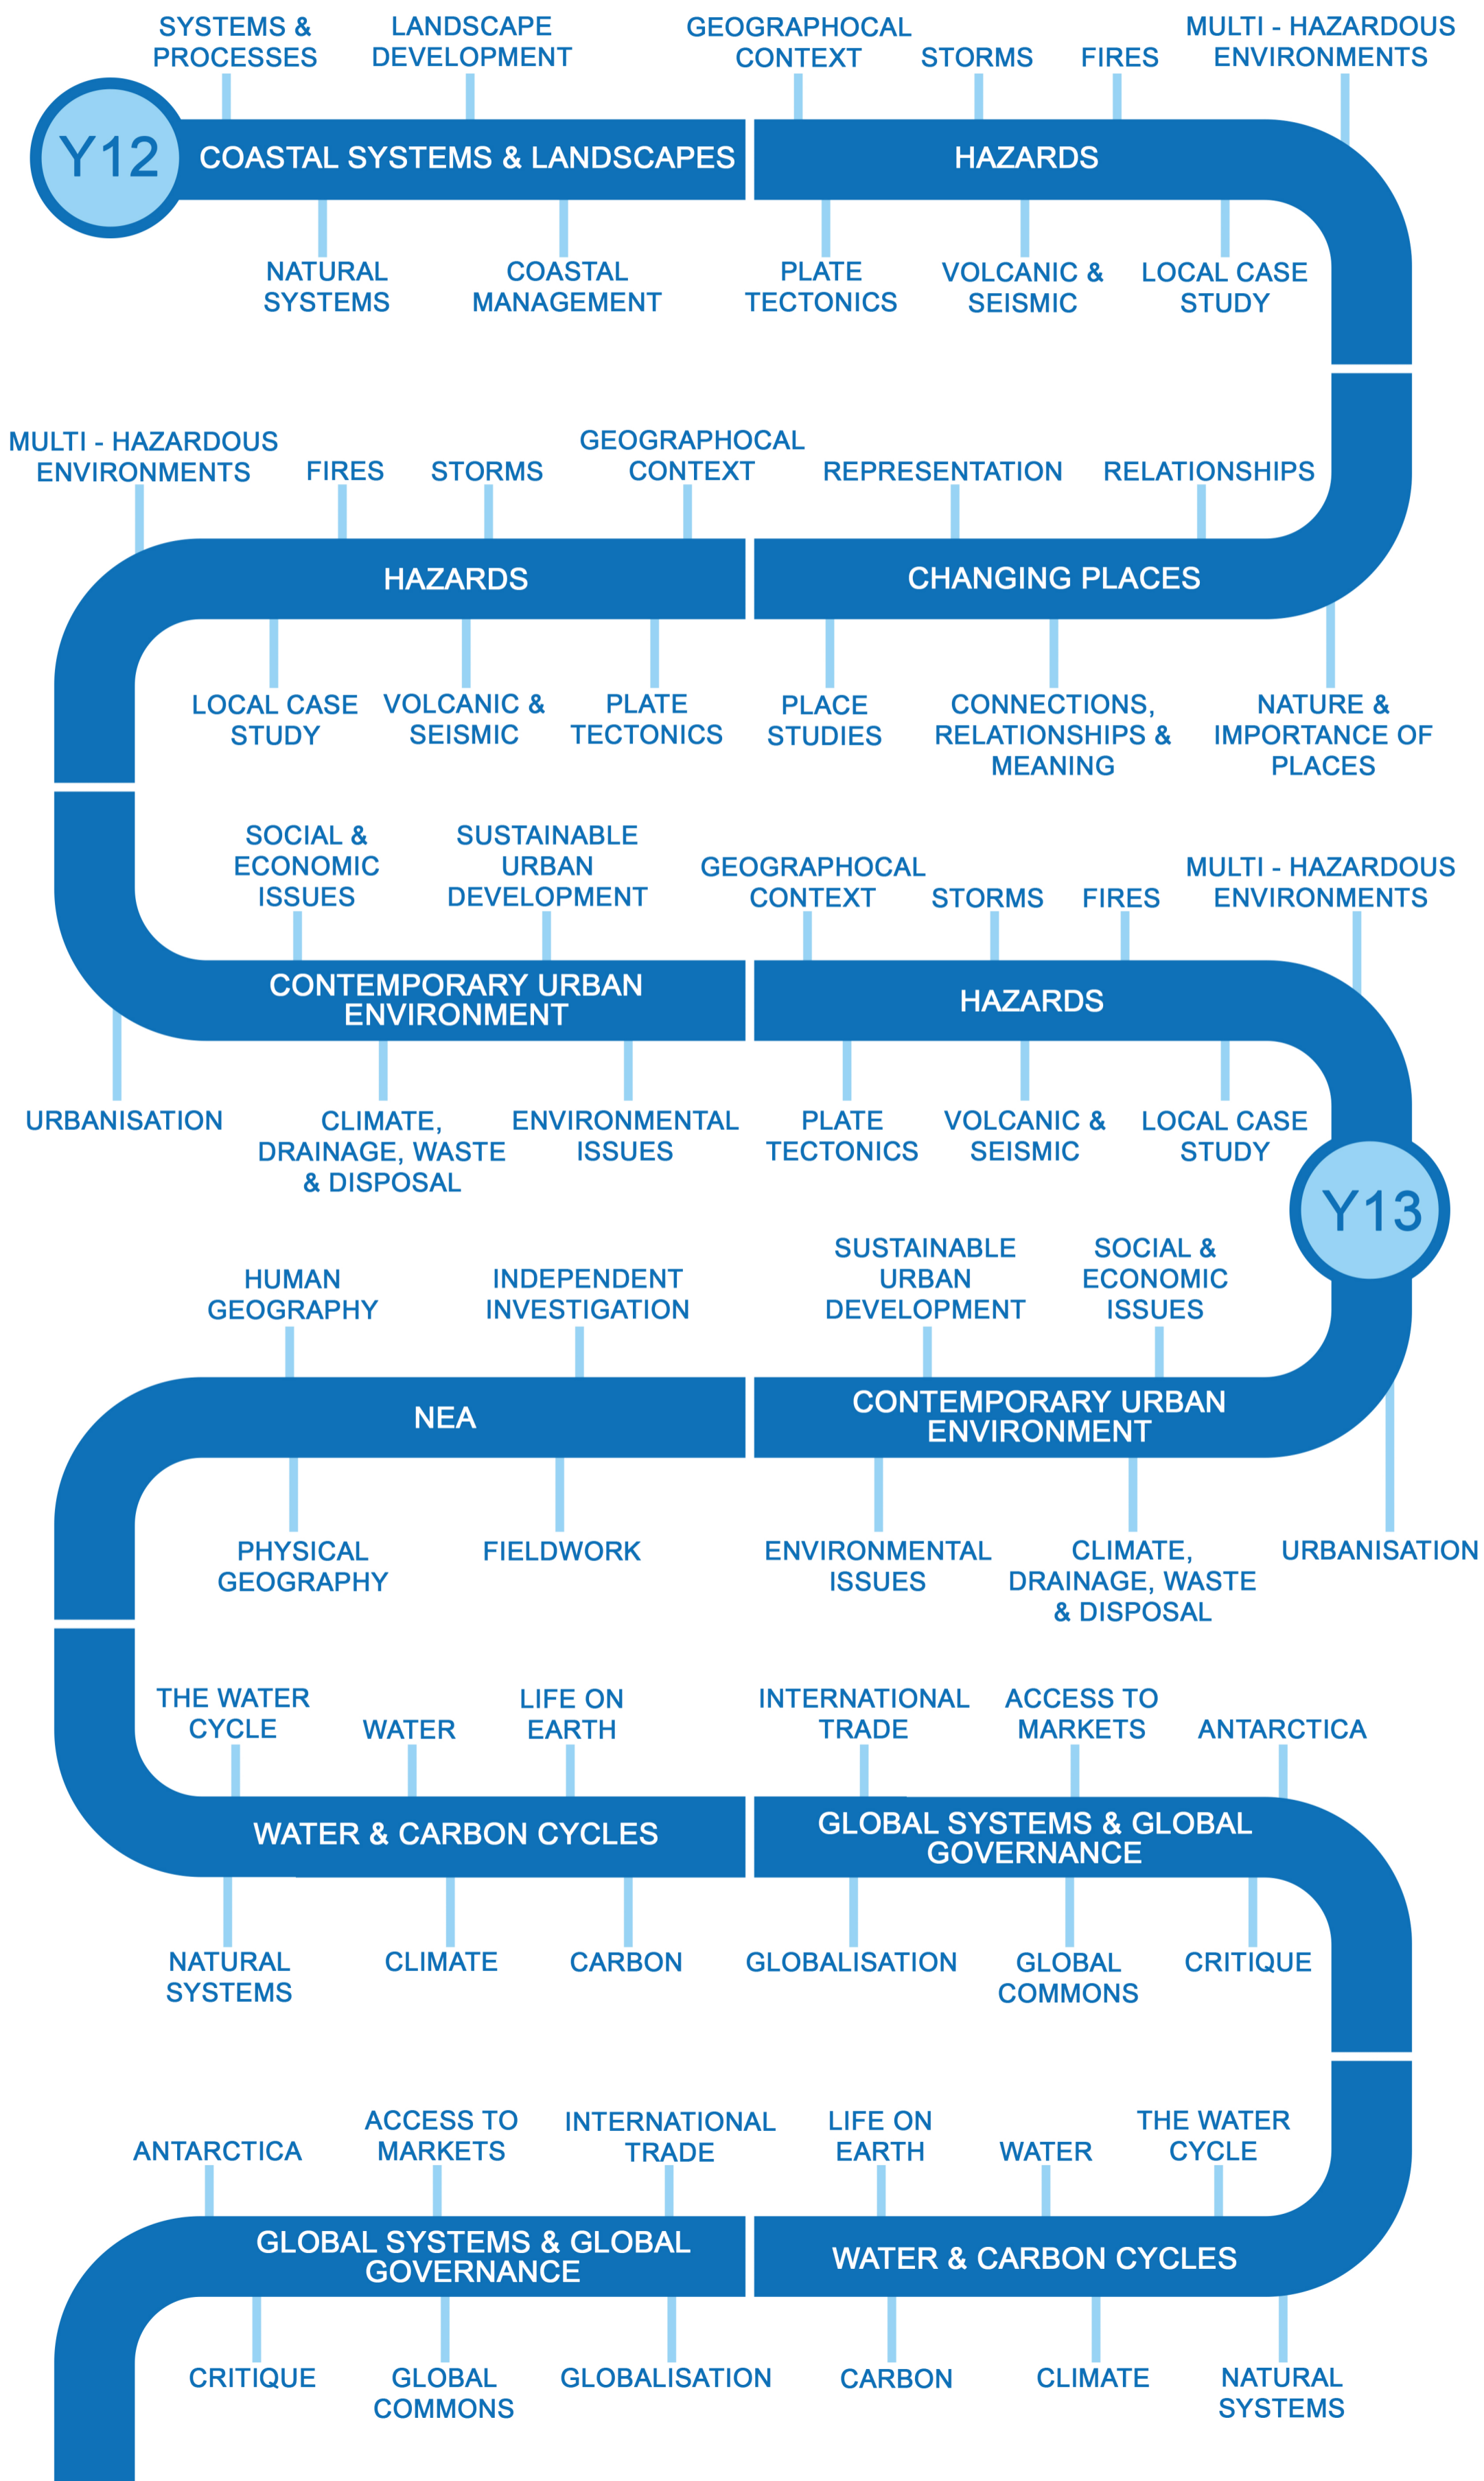 SYSTEMS &
PROCESSES
LANDSCAPE
DEVELOPMENT
GEOGRAPHOCAL
CONTEXT
STORMS
FIRES
MULTI - HAZARDOUS
ENVIRONMENTS
Y12
COASTAL SYSTEMS & LANDSCAPES
HAZARDS
NATURAL
SYSTEMS
COASTAL
MANAGEMENT
PLATE
TECTONICS
VOLCANIC &
SEISMIC
LOCAL CASE
STUDY
MULTI - HAZARDOUS
ENVIRONMENTS
FIRES
STORMS
GEOGRAPHOCAL
CONTEXT
REPRESENTATION
RELATIONSHIPS
HAZARDS
CHANGING PLACES
LOCAL CASE
STUDY
VOLCANIC &
SEISMIC
PLATE
TECTONICS
PLACE
STUDIES
CONNECTIONS,
RELATIONSHIPS &
MEANING
NATURE &
IMPORTANCE OF
PLACES
SOCIAL &
ECONOMIC
ISSUES
SUSTAINABLE
URBAN
DEVELOPMENT
GEOGRAPHOCAL
CONTEXT
STORMS
FIRES
MULTI - HAZARDOUS
ENVIRONMENTS
CONTEMPORARY URBAN
ENVIRONMENT
HAZARDS
URBANISATION
CLIMATE,
DRAINAGE, WASTE
& DISPOSAL
ENVIRONMENTAL
ISSUES
PLATE
TECTONICS
VOLCANIC &
SEISMIC
LOCAL CASE
STUDY
Y13
HUMAN
GEOGRAPHY
INDEPENDENT
INVESTIGATION
SUSTAINABLE
URBAN
DEVELOPMENT
SOCIAL &
ECONOMIC
ISSUES
NEA
CONTEMPORARY URBAN
ENVIRONMENT
PHYSICAL
GEOGRAPHY
FIELDWORK
ENVIRONMENTAL
ISSUES
CLIMATE,
DRAINAGE, WASTE
& DISPOSAL
URBANISATION
THE WATER
CYCLE
WATER
LIFE ON
EARTH
INTERNATIONAL
TRADE
ACCESS TO
MARKETS
ANTARCTICA
WATER & CARBON CYCLES
GLOBAL SYSTEMS & GLOBAL
GOVERNANCE
NATURAL
SYSTEMS
CLIMATE
CARBON
GLOBALISATION
GLOBAL
COMMONS
CRITIQUE
ANTARCTICA
ACCESS TO
MARKETS
INTERNATIONAL
TRADE
LIFE ON
EARTH
WATER
THE WATER
CYCLE
GLOBAL SYSTEMS & GLOBAL
GOVERNANCE
WATER & CARBON CYCLES
CRITIQUE
GLOBAL
COMMONS
GLOBALISATION
CARBON
CLIMATE
NATURAL
SYSTEMS